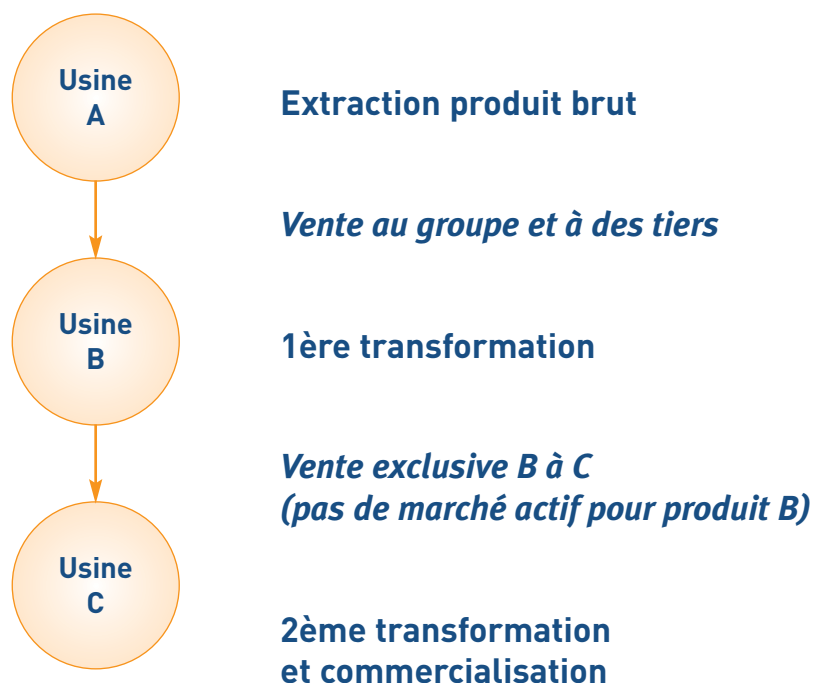 Usine
A
Extraction produit brut
Vente au groupe et à des tiers
Usine
B
1ère transformation
Vente exclusive B à C
(pas de marché actif pour produit B)
Usine
C
2ème transformation
et commercialisation